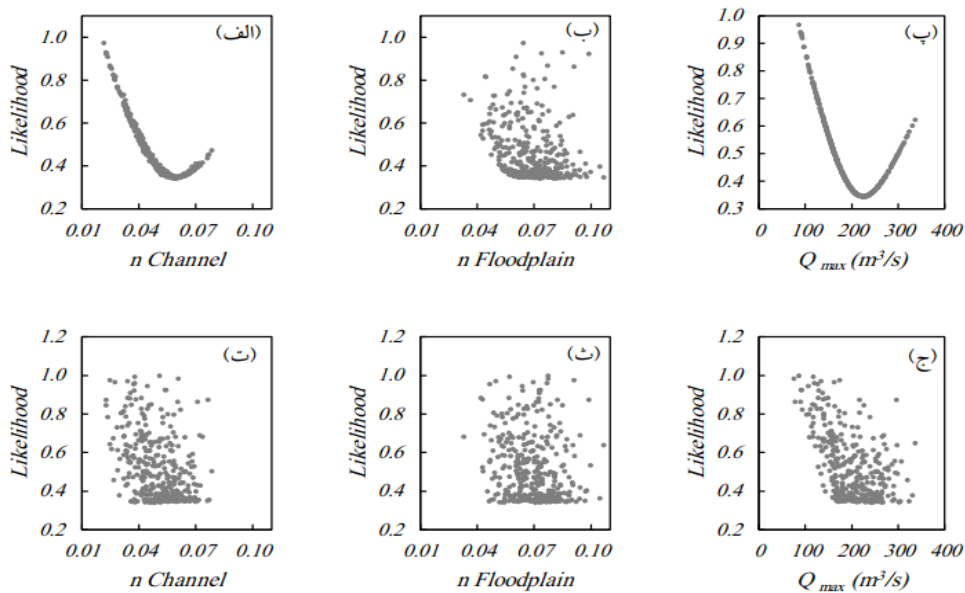 (الف)
Likelihood
1.0
0.8
0.6
0.4
0.2
0.01 0.04 0.07 0.10
n Channel
(ب)
Likelihood
1.0
0.8
0.6
0.4
0.2
0.01 0.04 0.07 0.10
n Floodplain
(پ)
Likelihood
1.0
0.9
0.8
0.7
0.6
0.5
0.4
0.3
0 100 200 300 400
Q max (m³/s)
(ت)
Likelihood
1.2
1.0
0.8
0.6
0.4
0.2
0.01 0.04 0.07 0.10
n Channel
(ث)
Likelihood
1.2
1.0
0.8
0.6
0.4
0.2
0.01 0.04 0.07 0.10
n Floodplain
(ج)
Likelihood
1.2
1.0
0.8
0.6
0.4
0.2
0 100 200 300 400
Q max (m³/s)